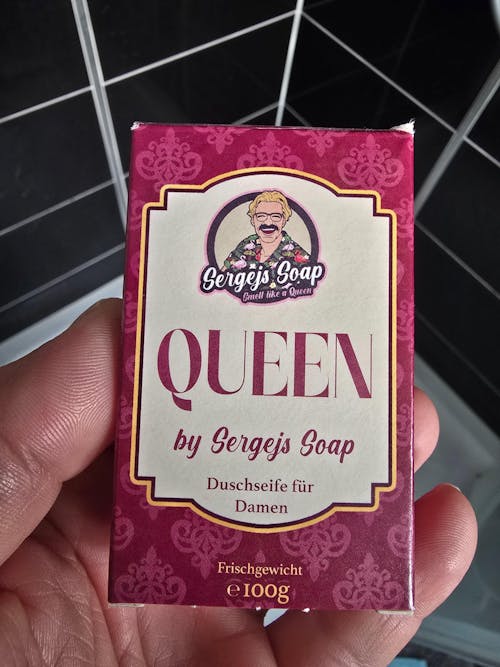 Sergejs Soap
Smell like a Queen
QUEEN
by Sergejs Soap
Duschseife für
Damen
Frischgewicht
℮100g